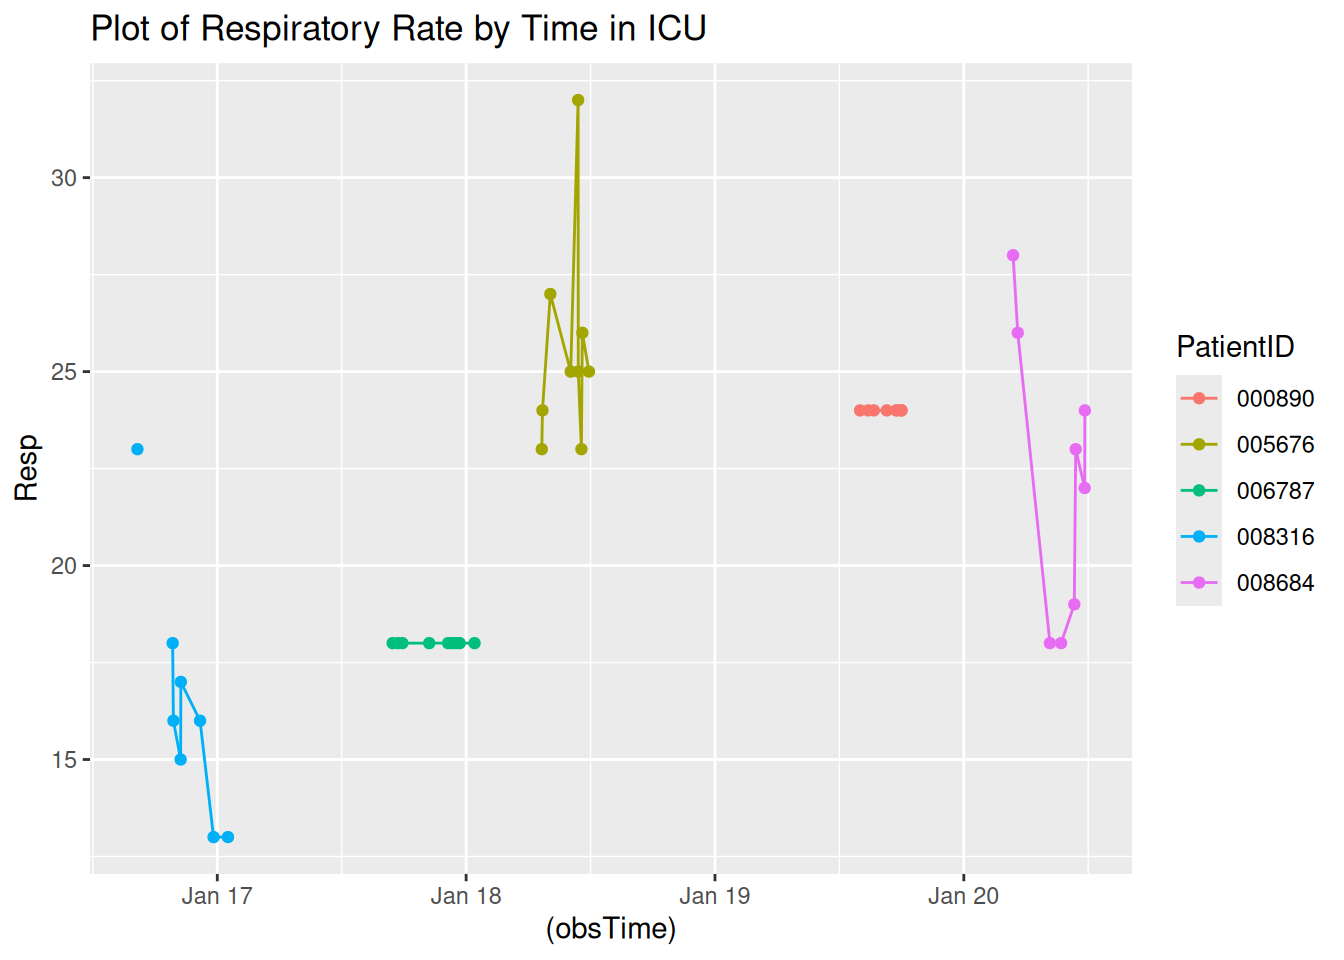 Plot of Respiratory Rate by Time in ICU
Resp
30
25
20
15
Jan 17
Jan 18
Jan 19
Jan 20
(obsTime)
PatientID
000890
005676
006787
008316
008684